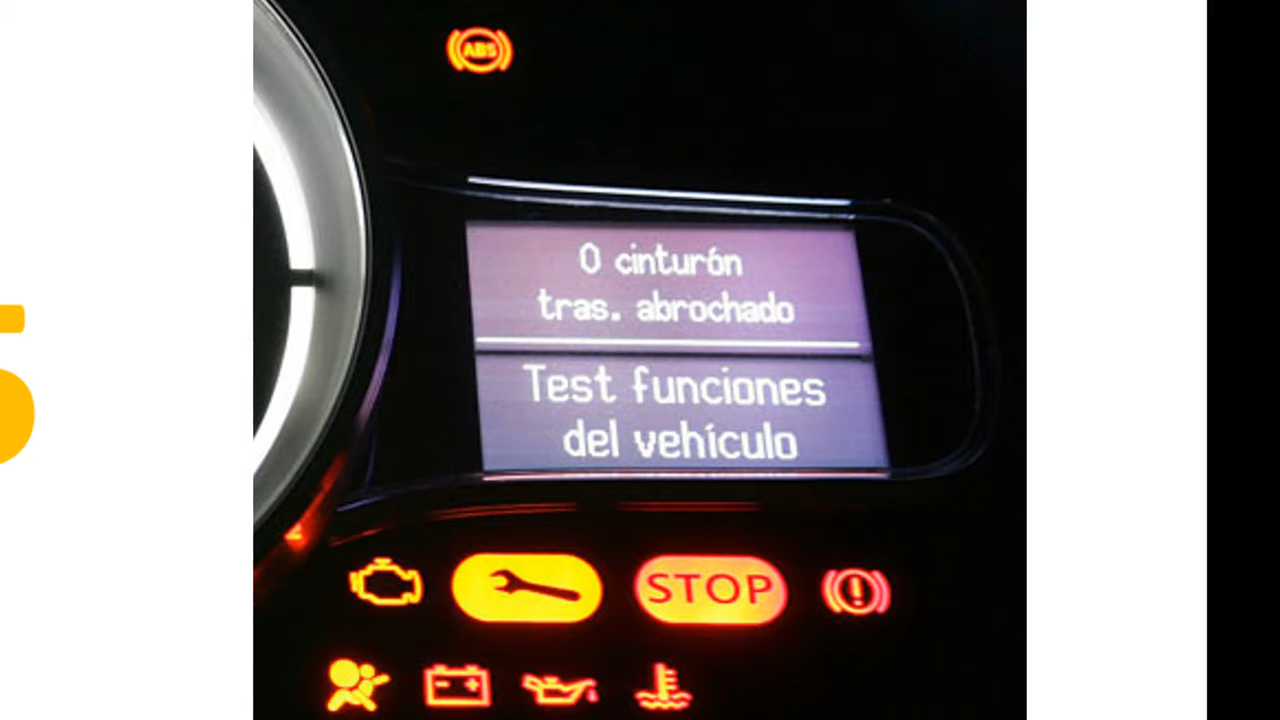 ABS
0 cinturón
tras. abrochado
Test funciones
del vehículo
STOP